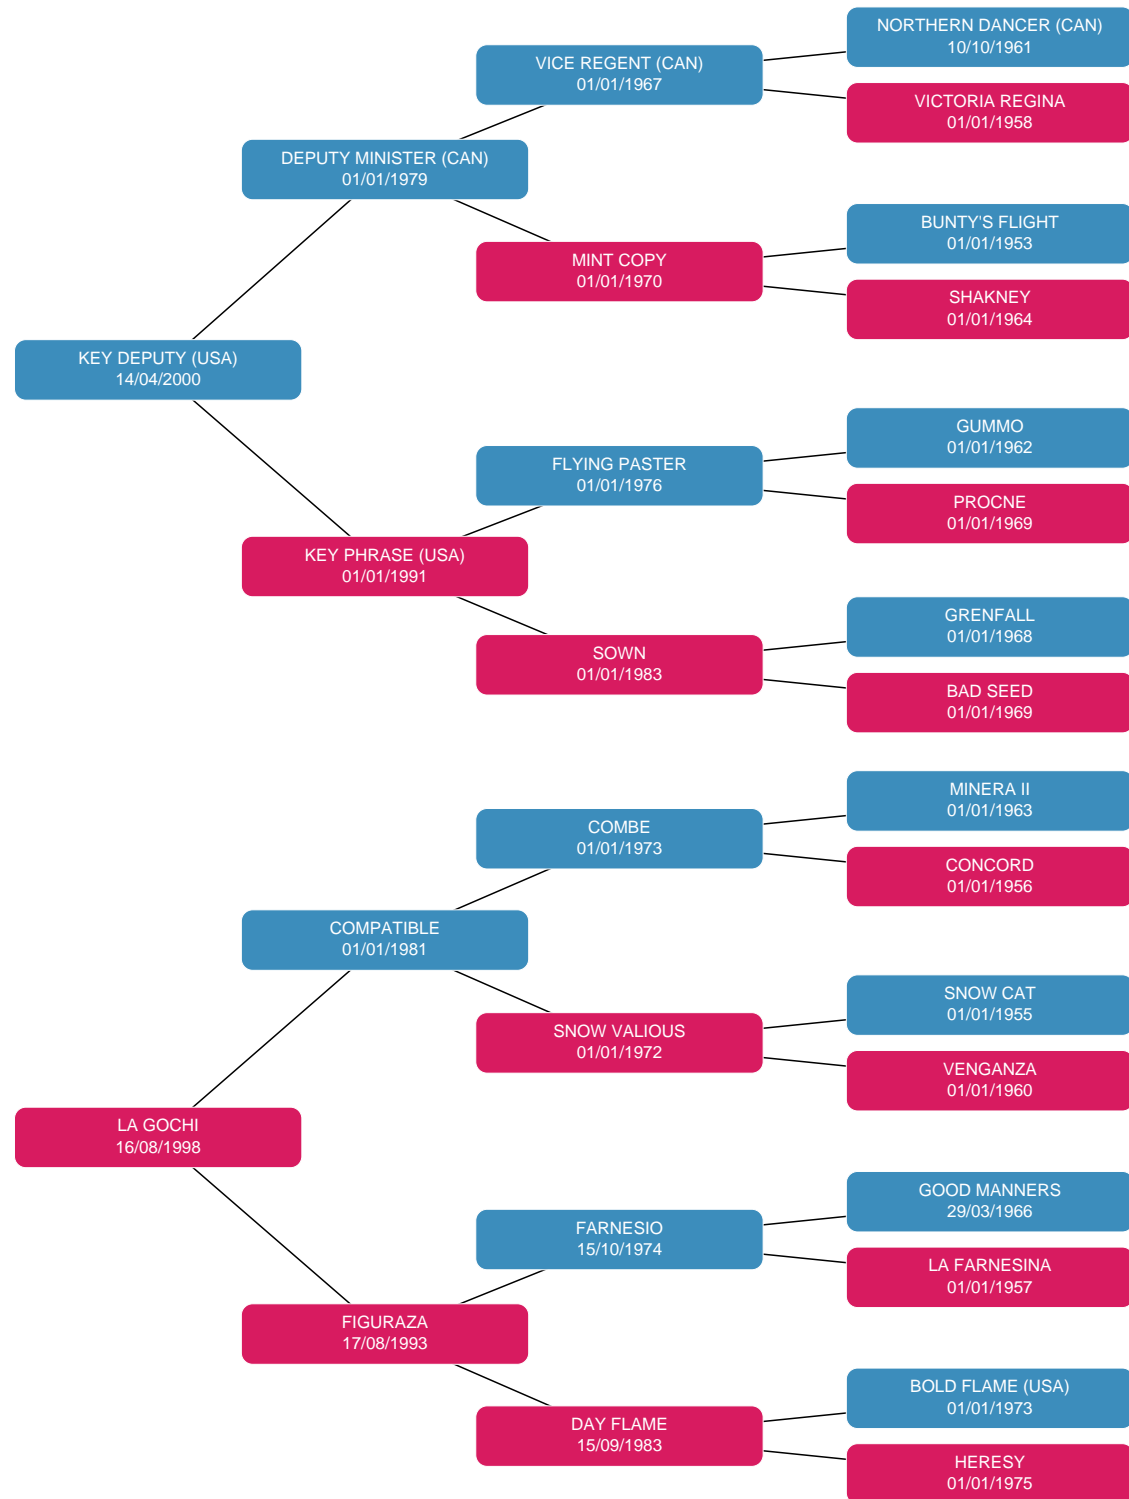 NORTHERN DANCER (CAN)
10/10/1961
VICE REGENT (CAN)
01/01/1967
VICTORIA REGINA
01/01/1958
DEPUTY MINISTER (CAN)
01/01/1979
BUNTY'S FLIGHT
01/01/1953
MINT COPY
01/01/1970
SHAKNEY
01/01/1964
KEY DEPUTY (USA)
14/04/2000
GUMMO
01/01/1962
FLYING PASTER
01/01/1976
PROCNE
01/01/1969
KEY PHRASE (USA)
01/01/1991
GRENFALL
01/01/1968
SOWN
01/01/1983
BAD SEED
01/01/1969
MINERA II
01/01/1963
COMBE
01/01/1973
CONCORD
01/01/1956
COMPATIBLE
01/01/1981
SNOW CAT
01/01/1955
SNOW VALIOUS
01/01/1972
VENGANZA
01/01/1960
LA GOCHI
16/08/1998
GOOD MANNERS
29/03/1966
FARNESIO
15/10/1974
LA FARNESINA
01/01/1957
FIGURAZA
17/08/1993
BOLD FLAME (USA)
01/01/1973
DAY FLAME
15/09/1983
HERESY
01/01/1975